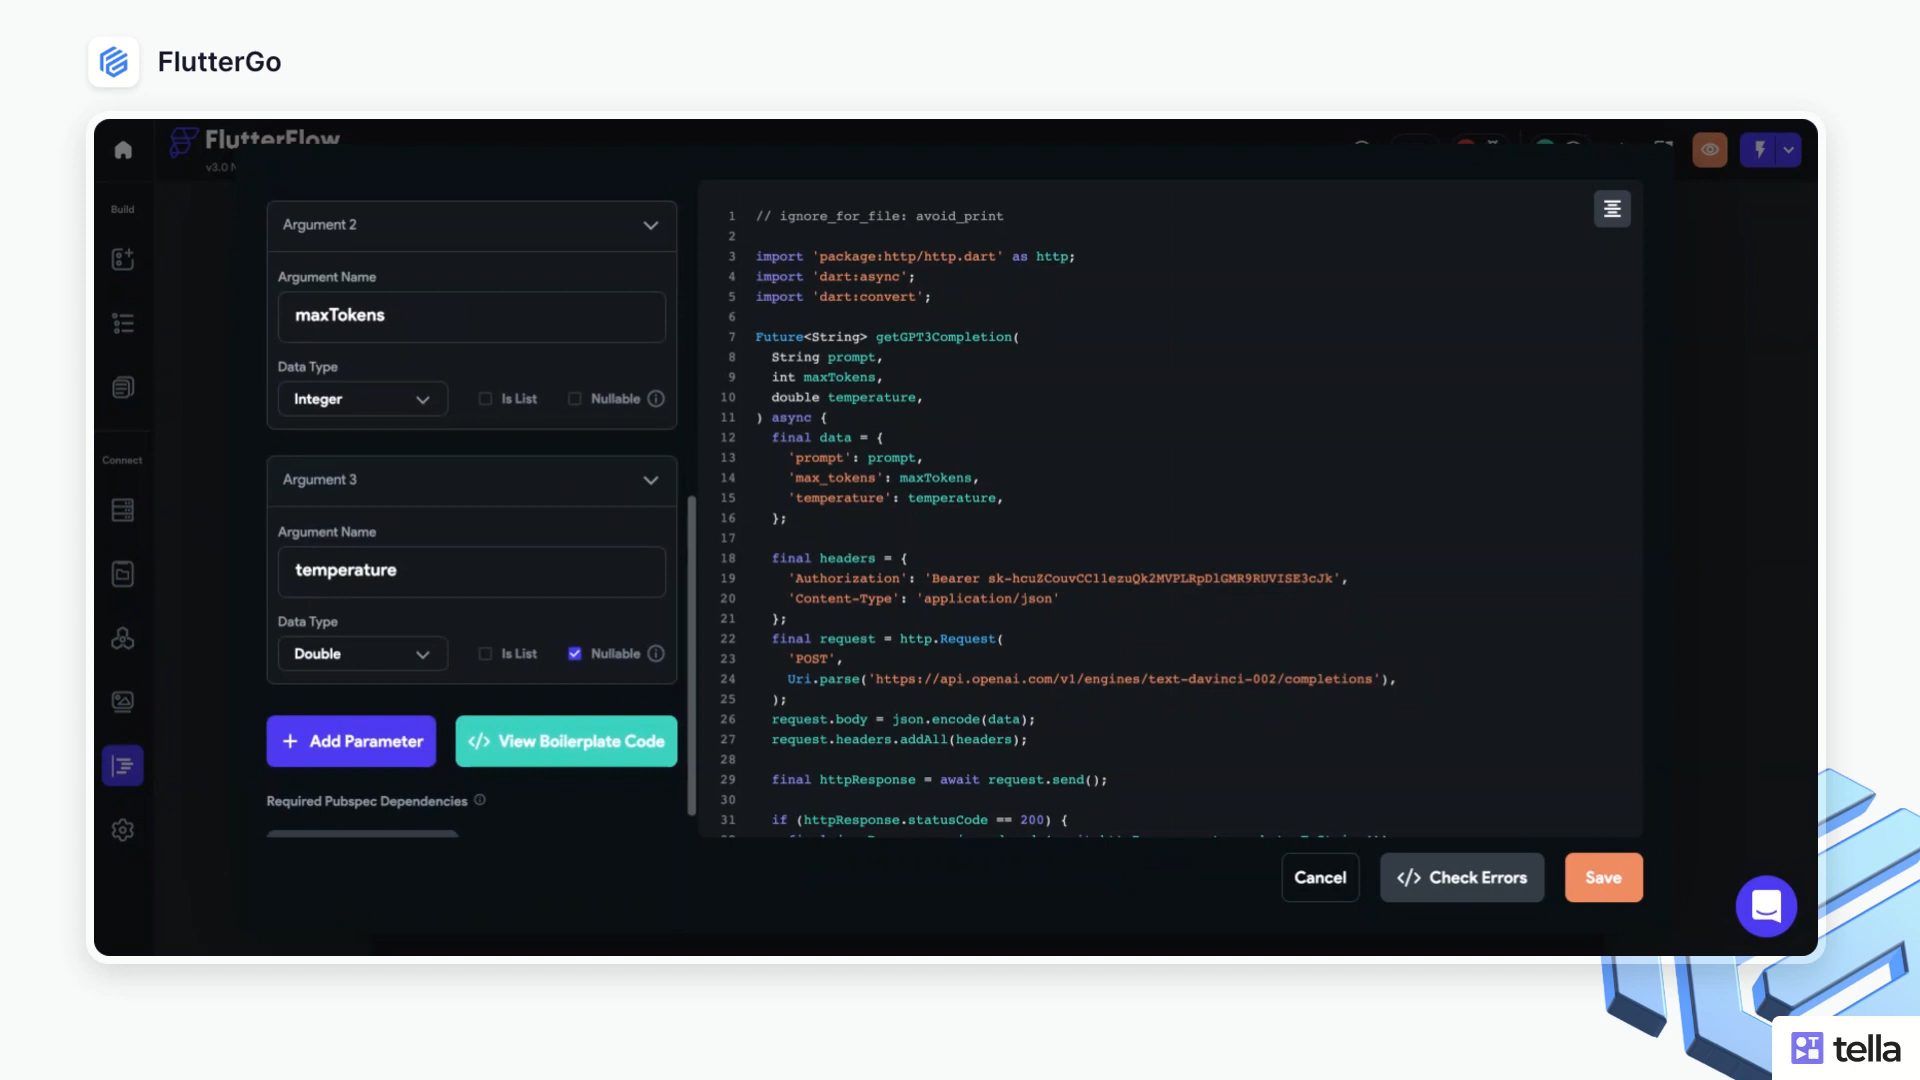 FlutterGo
FlutterFlow
v3.0
Build
Connect
Argument 2
Argument Name
maxTokens
Data Type
Integer
Is List
Nullable
Argument 3
Argument Name
temperature
Data Type
Double
Is List
Nullable
+ Add Parameter
</> View Boilerplate Code
Required Pubspec Dependencies
1 // ignore_for_file: avoid_print
2
3 import 'package:http/http.dart' as http;
4 import 'dart:async';
5 import 'dart:convert';
6
7 Future<String> getGPT3Completion(
8 String prompt,
9 int maxTokens,
10 double temperature,
11 ) async {
12 final data = {
13 'prompt': prompt,
14 'max_tokens': maxTokens,
15 'temperature': temperature,
16 };
17
18 final headers = {
19 'Authorization': 'Bearer [redacted: API key]',
20 'Content-Type': 'application/json'
21 };
22 final request = http.Request(
23 'POST',
24 Uri.parse('https://api.openai.com/v1/engines/text-davinci-002/completions'),
25 );
26 request.body = json.encode(data);
27 request.headers.addAll(headers);
28
29 final httpResponse = await request.send();
30
31 if (httpResponse.statusCode == 200) {
Cancel
</> Check Errors
Save
tella